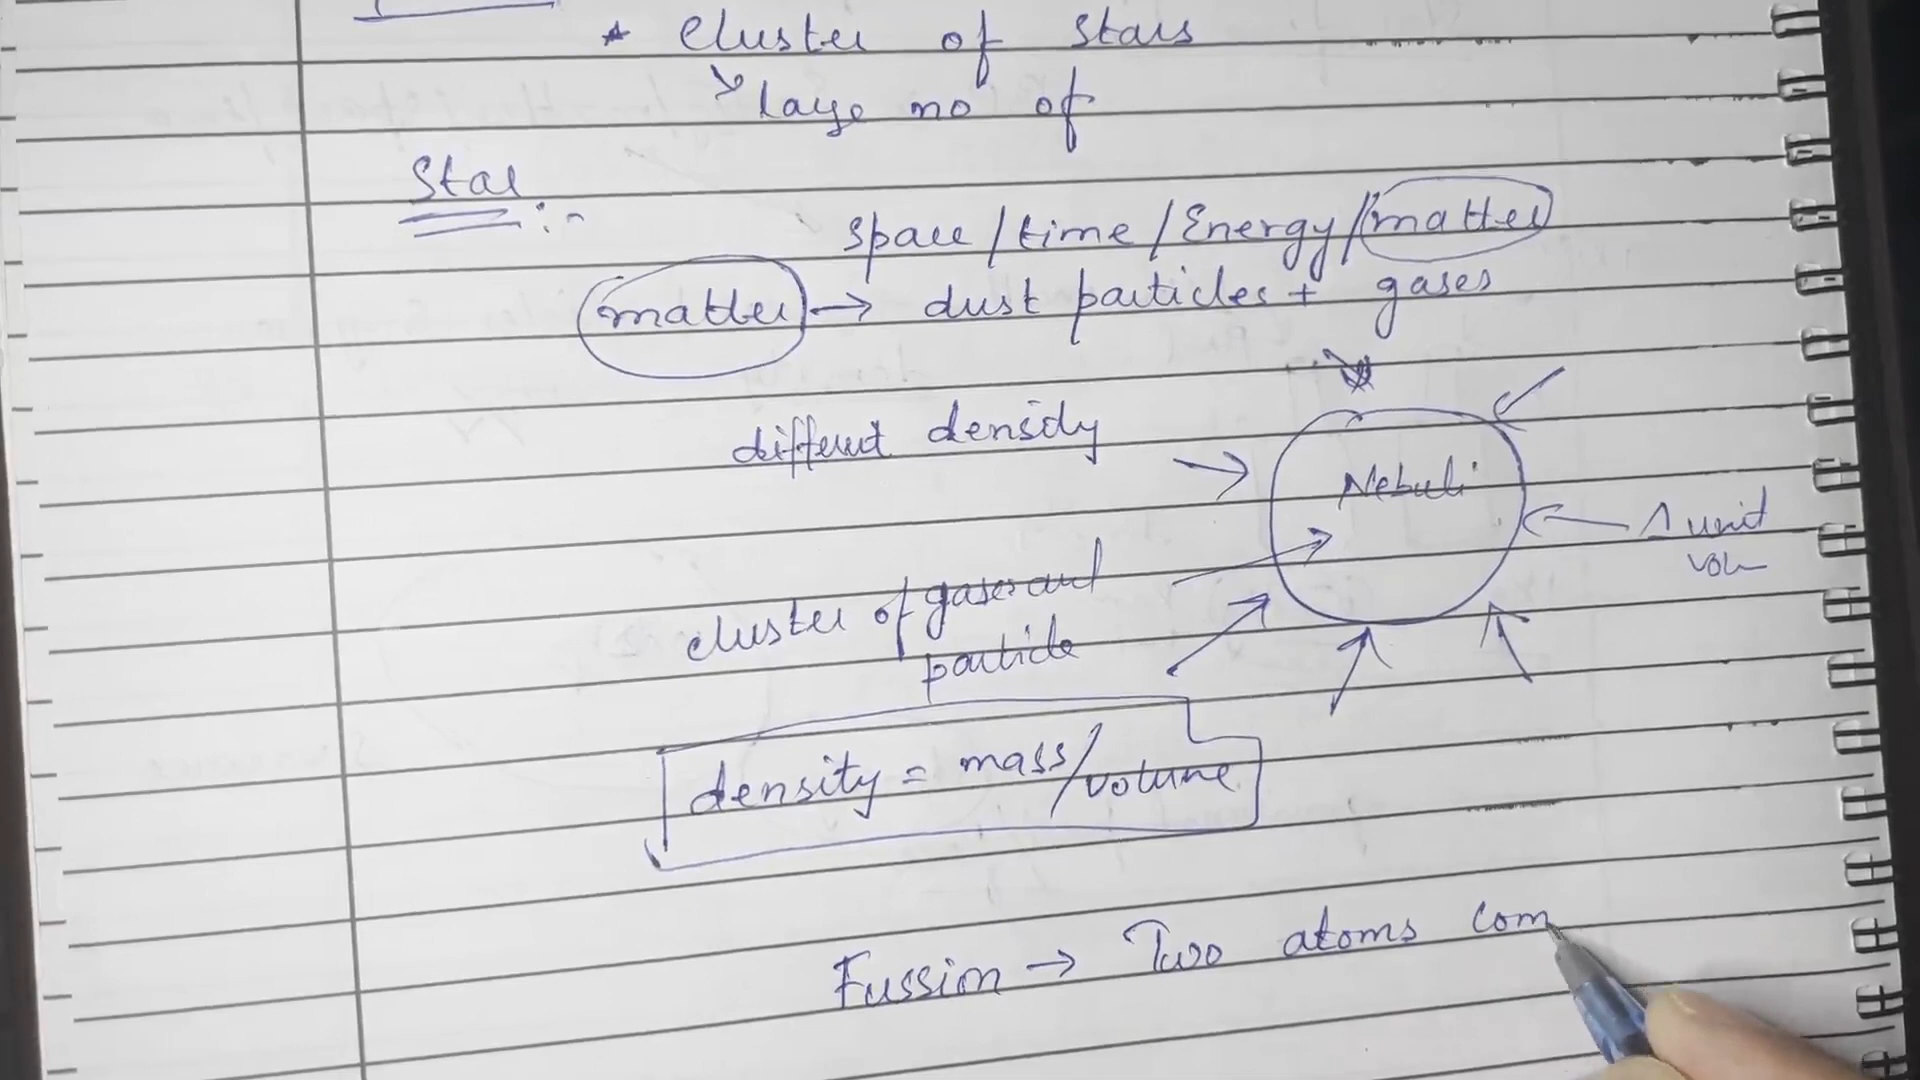 * Cluster of stars
Large no of
Star :-
space / time / Energy / matter
matter → dust particles + gases
different density
Nebuli
1 unit
vol
cluster of gases and
particle
density = mass/volume
Fussion → Two atoms com